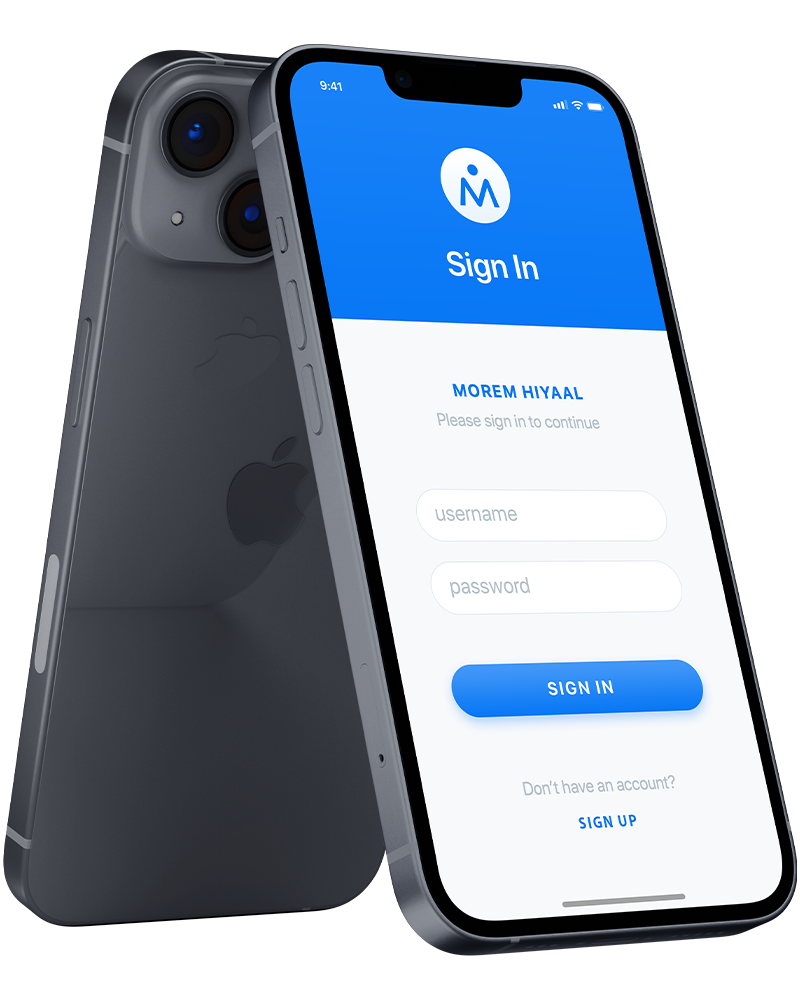 9:41
Sign In
MOREM HIYAAL
Please sign in to continue
username
password
SIGN IN
Don't have an account?
SIGN UP